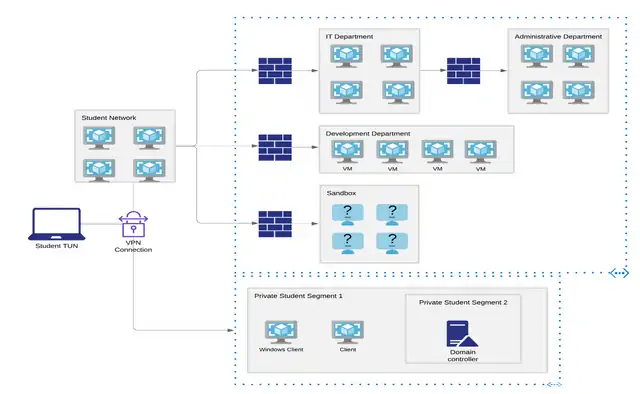 IT Department
Administrative Department
Student Network
Development Department
VM
VM
VM
VM
Sandbox
?
?
?
?
Student TUN
VPN
Connection
Private Student Segment 1
Private Student Segment 2
Windows Client
Client
Domain
controller